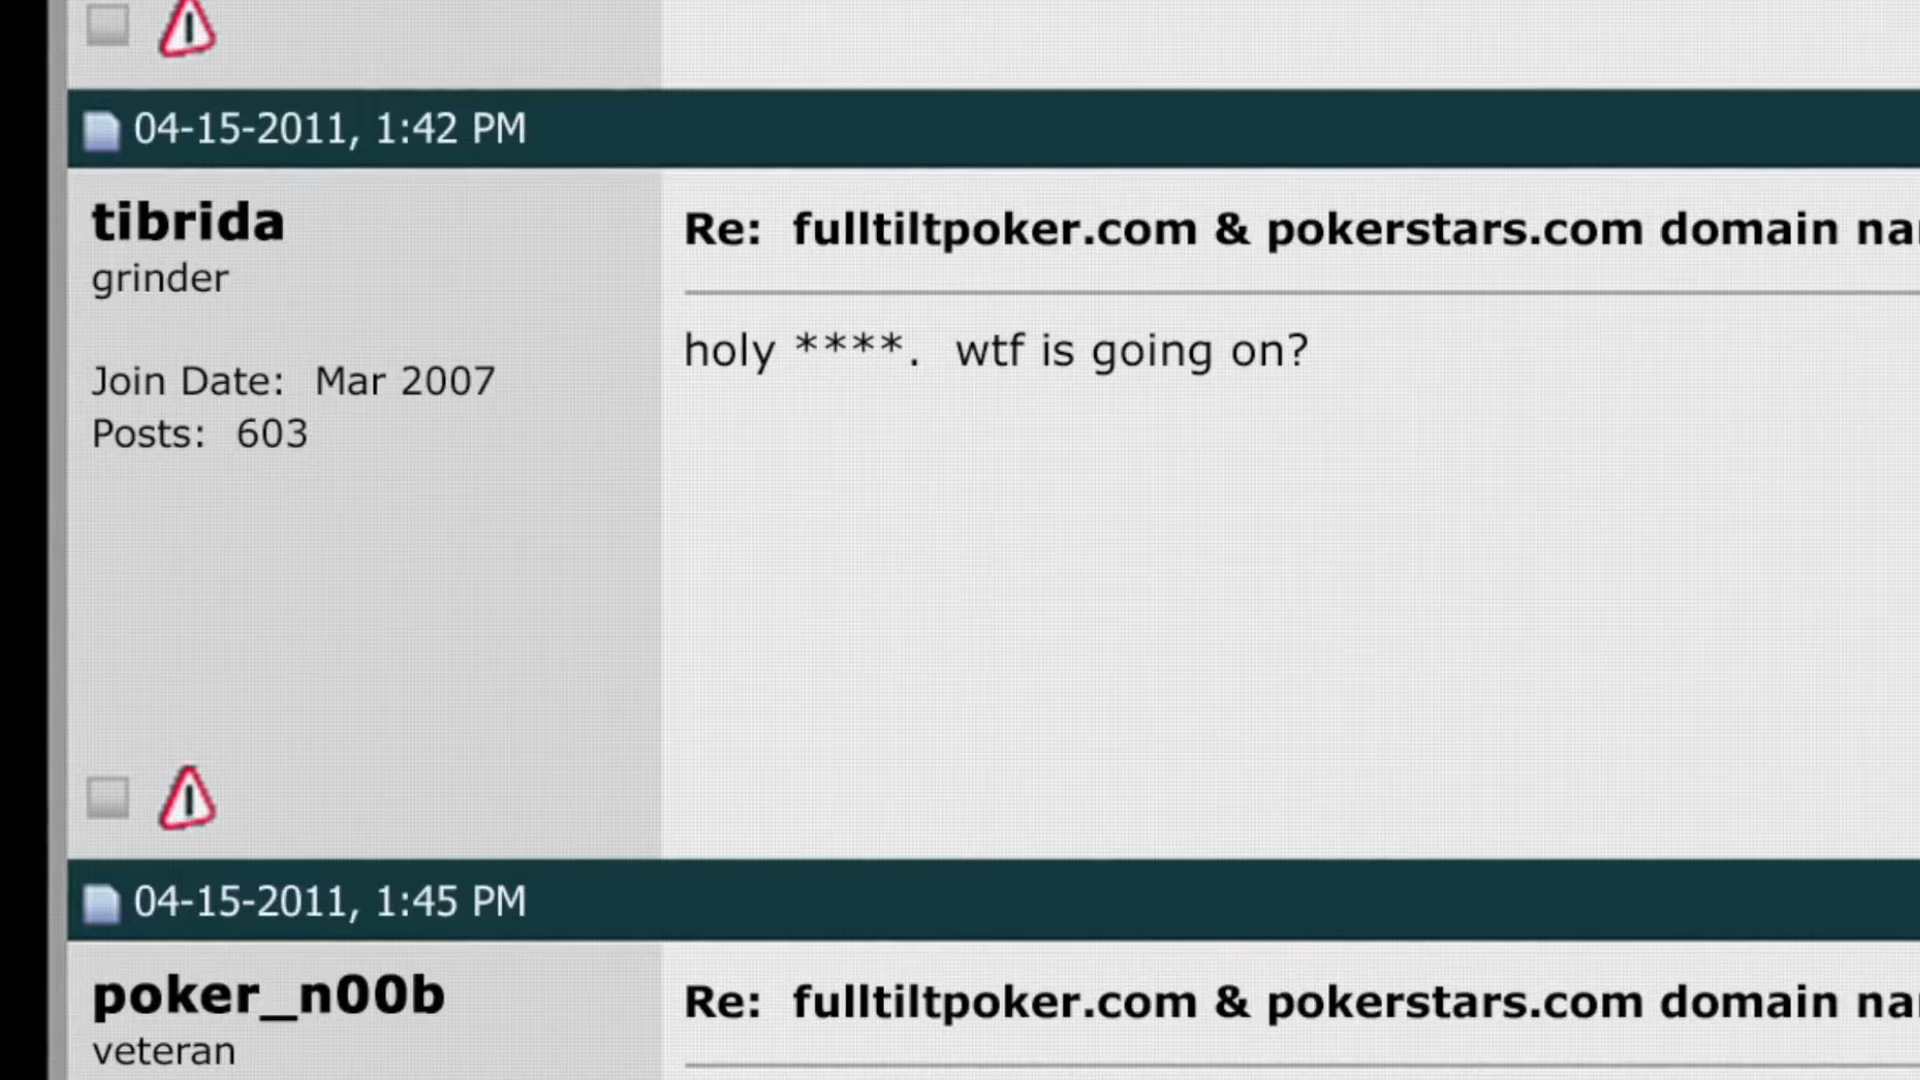 04-15-2011, 1:42 PM
tibrida
grinder
Join Date: Mar 2007
Posts: 603
Re: fulltiltpoker.com & pokerstars.com domain
holy ****. wtf is going on?
04-15-2011, 1:45 PM
poker_n00b
veteran
Re: fulltiltpoker.com & pokerstars.com domain